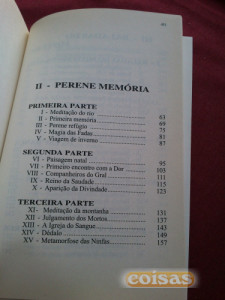 II - PERENE MEMÓRIA
PRIMEIRA PARTE
I - Meditação do rio 63
II - Primeira memória 69
III - Perene refúgio 75
IV - Magia das Fadas 81
V - Viagem de inverno 87
SEGUNDA PARTE
VI - Paisagem natal 95
VII - Primeiro encontro com a Dor 103
VIII - Companheiros do Gral 111
IX - Reino da Saudade 115
X - Aparição da Divindade 123
TERCEIRA PARTE
XI - Meditação da montanha 131
XII - Julgamento dos Mortos 137
XIII - A Igreja do Sangue 143
XIV - Dédalo 149
XV - Metamorfose das Ninfas 157
coisas